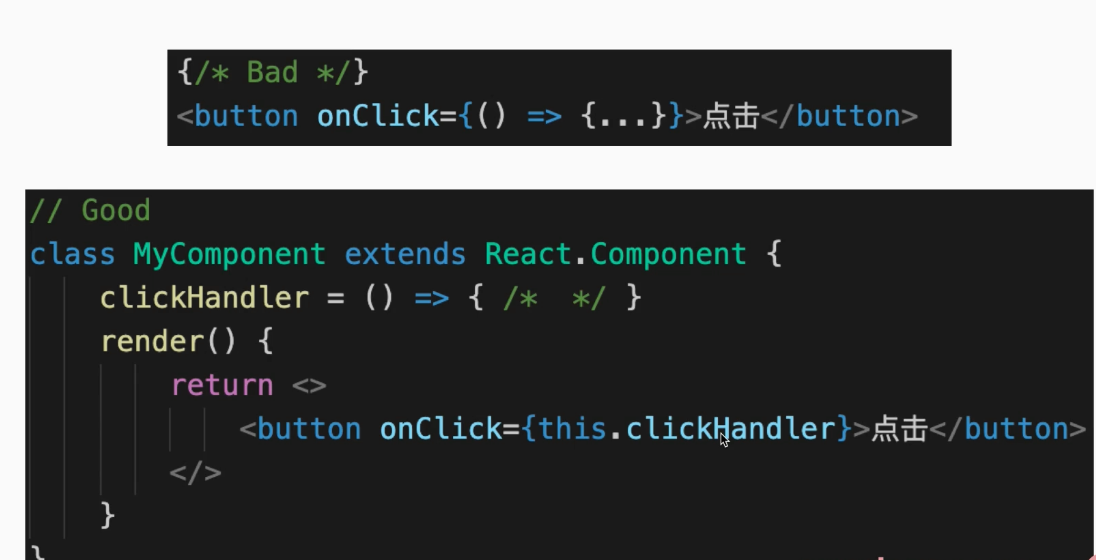 {/* Bad */}
<button onClick={() => {...}}>点击</button>
// Good
class MyComponent extends React.Component {
clickHandler = () => { /*  */ }
render() {
return <>
<button onClick={this.clickHandler}>点击</button>
</>
}
}